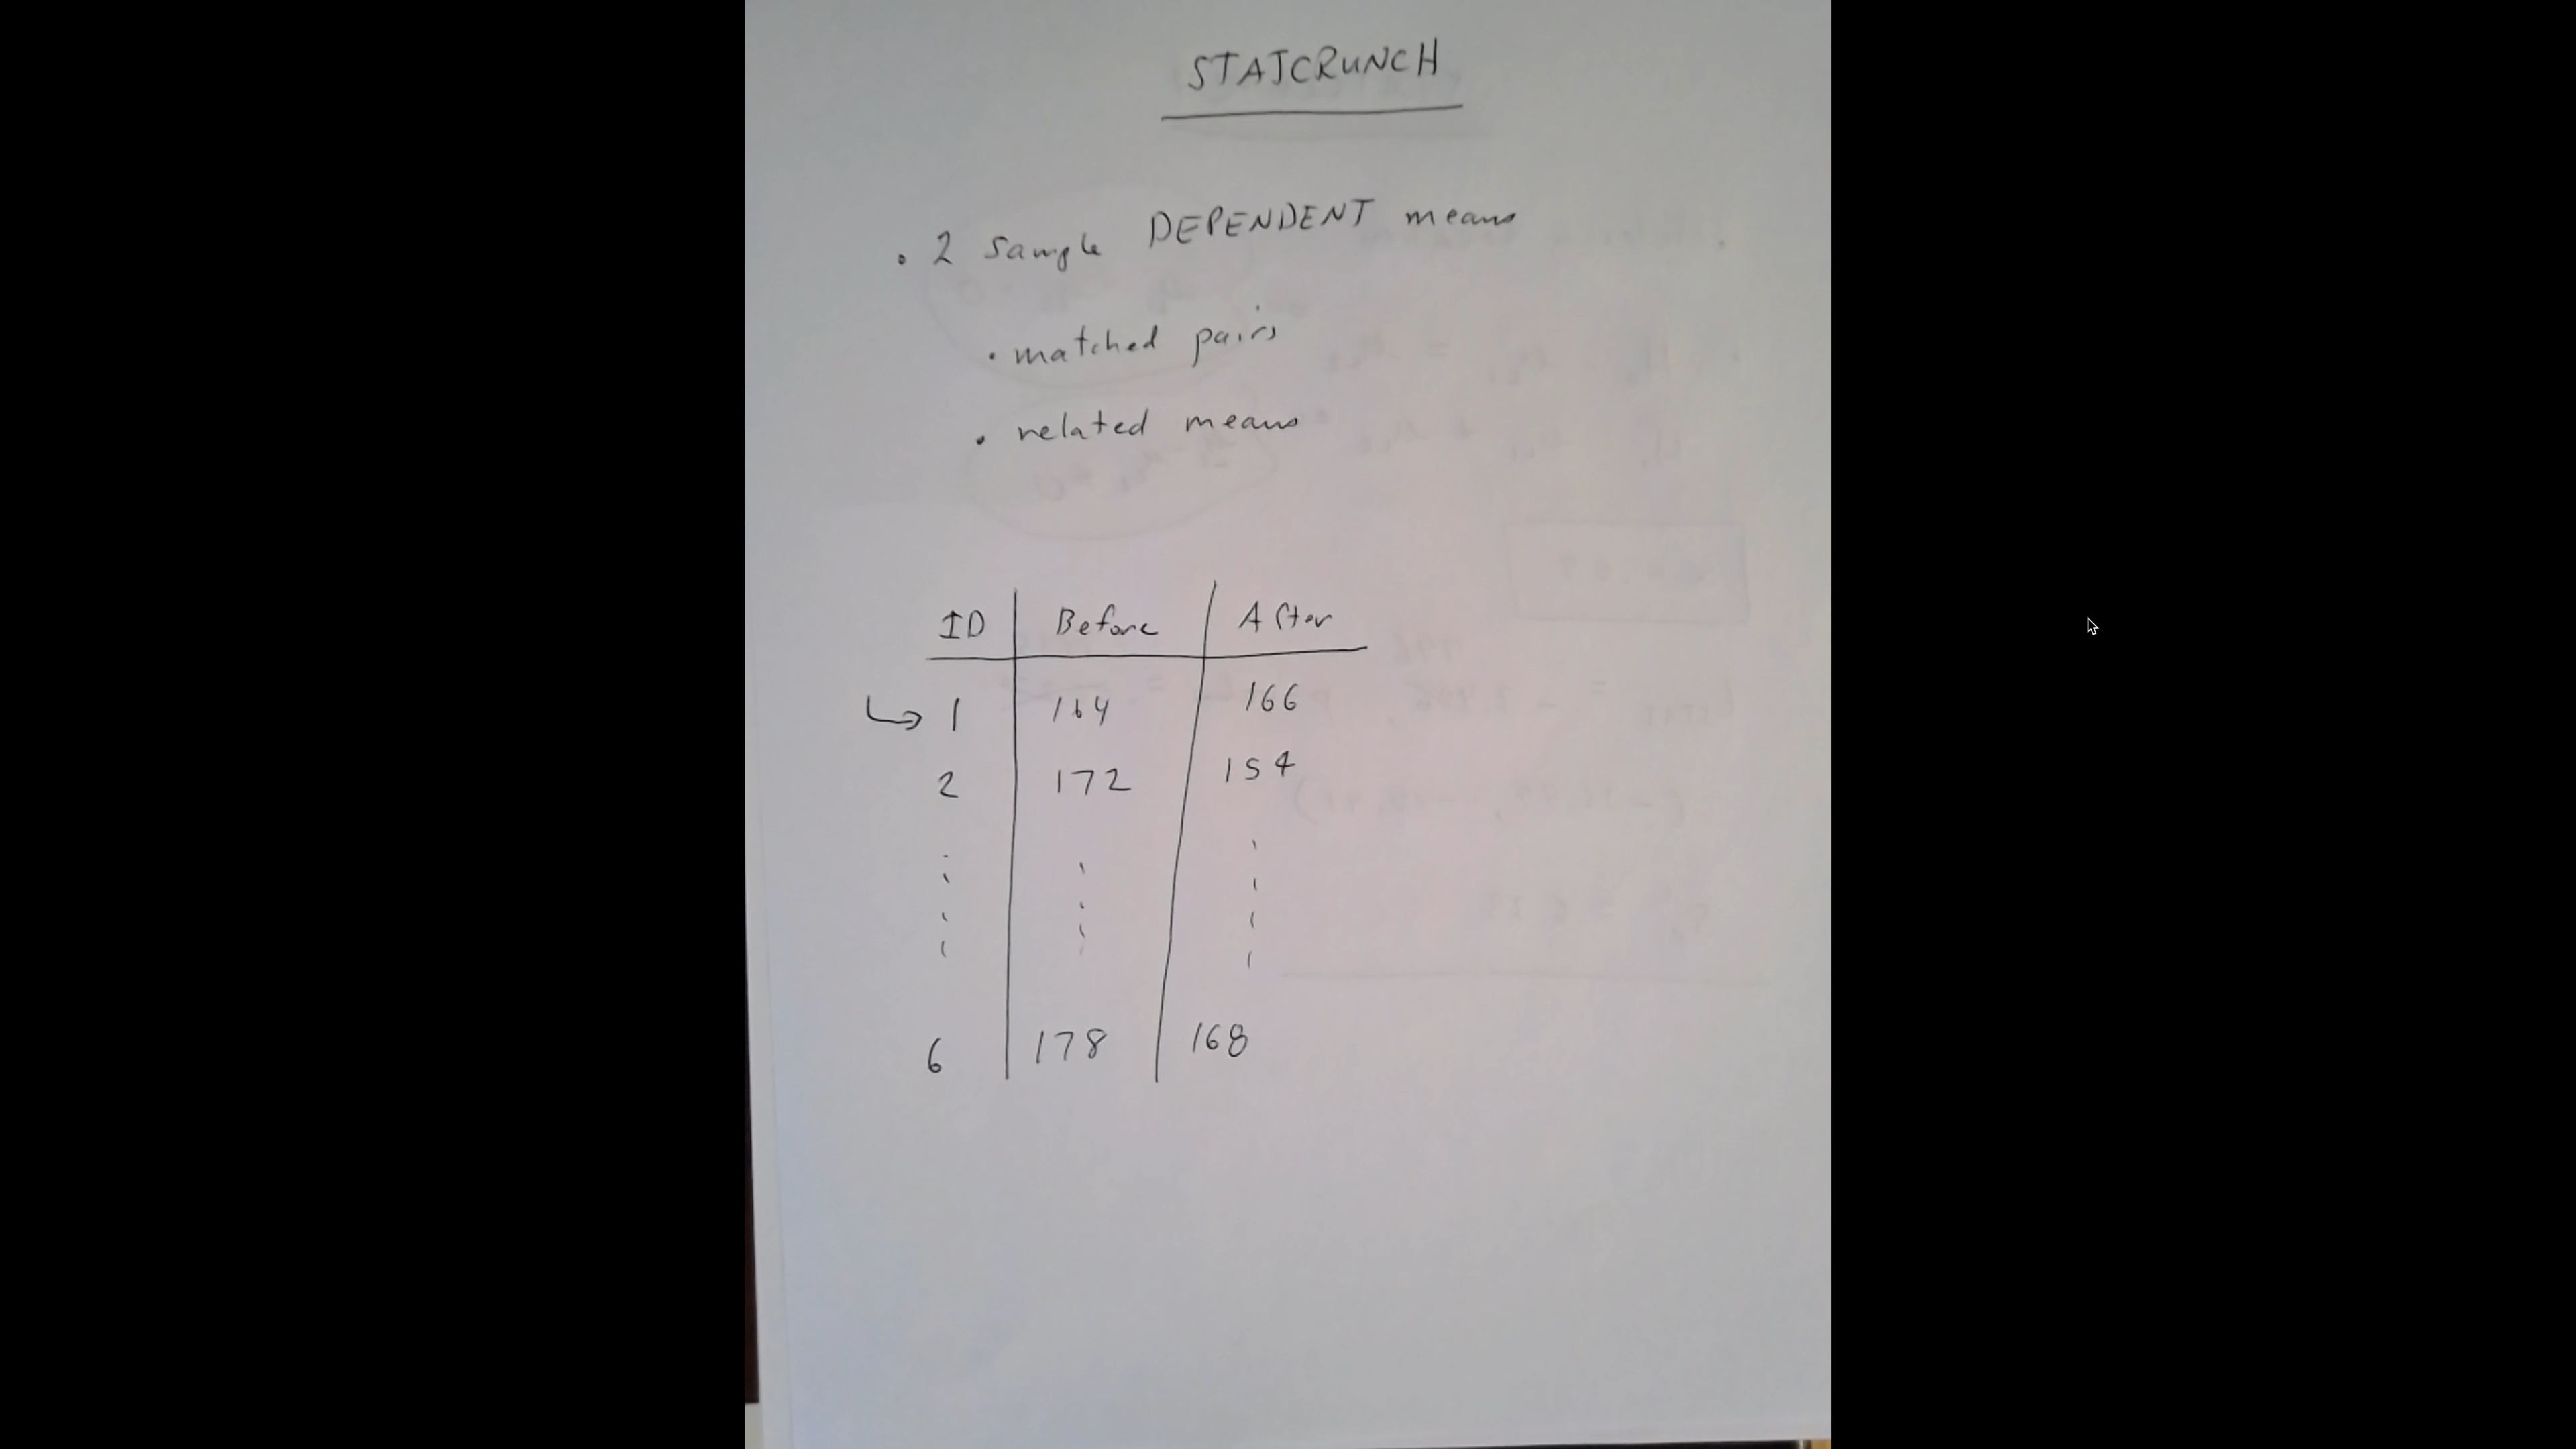 STATCRUNCH
• 2 Sample DEPENDENT means
• matched pairs
• related means
ID Before After
1 164 166
2 172 154
6 178 168